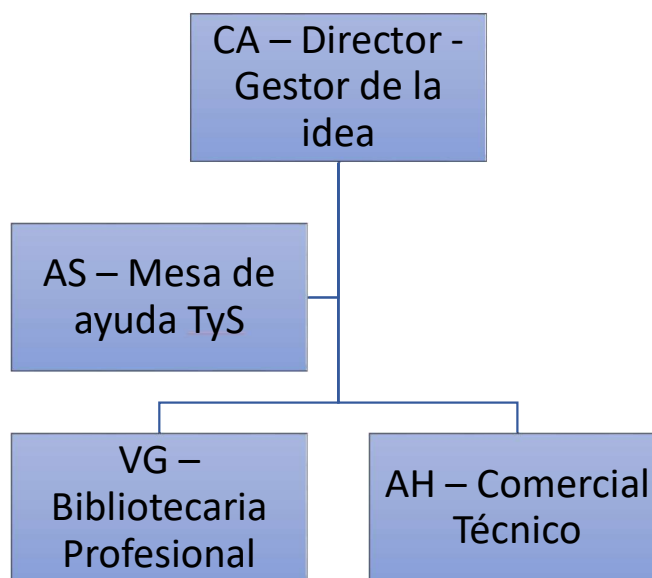 CA – Director -
Gestor de la
idea
AS – Mesa de
ayuda TyS
VG –
Bibliotecaria
Profesional
AH – Comercial
Técnico